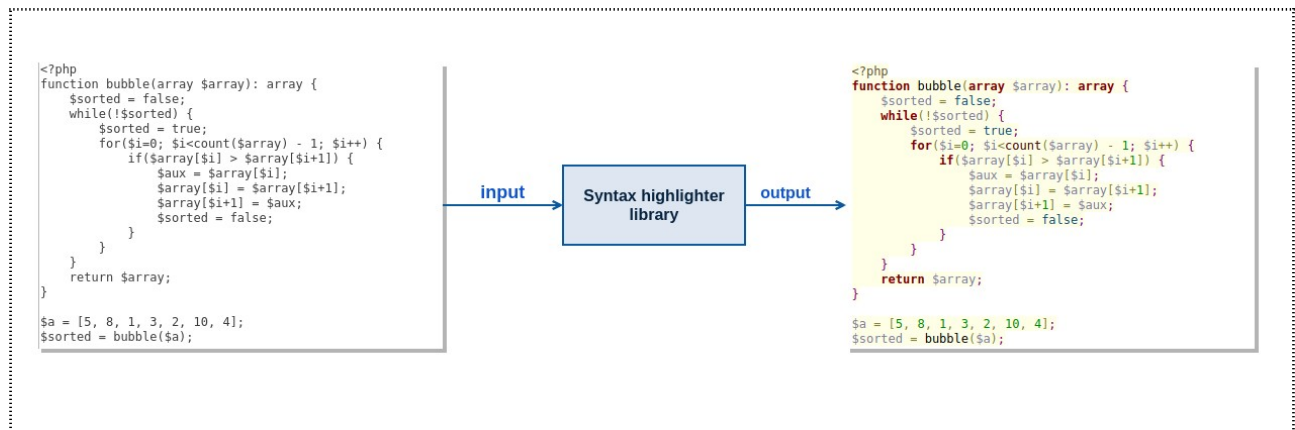 <?php
function bubble(array $array): array {
    $sorted = false;
    while(!$sorted) {
        $sorted = true;
        for($i=0; $i<count($array) - 1; $i++) {
            if($array[$i] > $array[$i+1]) {
                $aux = $array[$i];
                $array[$i] = $array[$i+1];
                $array[$i+1] = $aux;
                $sorted = false;
            }
        }
    }
    return $array;
}

$a = [5, 8, 1, 3, 2, 10, 4];
$sorted = bubble($a);
input
Syntax highlighter
library
output
<?php
function bubble(array $array): array {
    $sorted = false;
    while(!$sorted) {
        $sorted = true;
        for($i=0; $i<count($array) - 1; $i++) {
            if($array[$i] > $array[$i+1]) {
                $aux = $array[$i];
                $array[$i] = $array[$i+1];
                $array[$i+1] = $aux;
                $sorted = false;
            }
        }
    }
    return $array;
}

$a = [5, 8, 1, 3, 2, 10, 4];
$sorted = bubble($a);